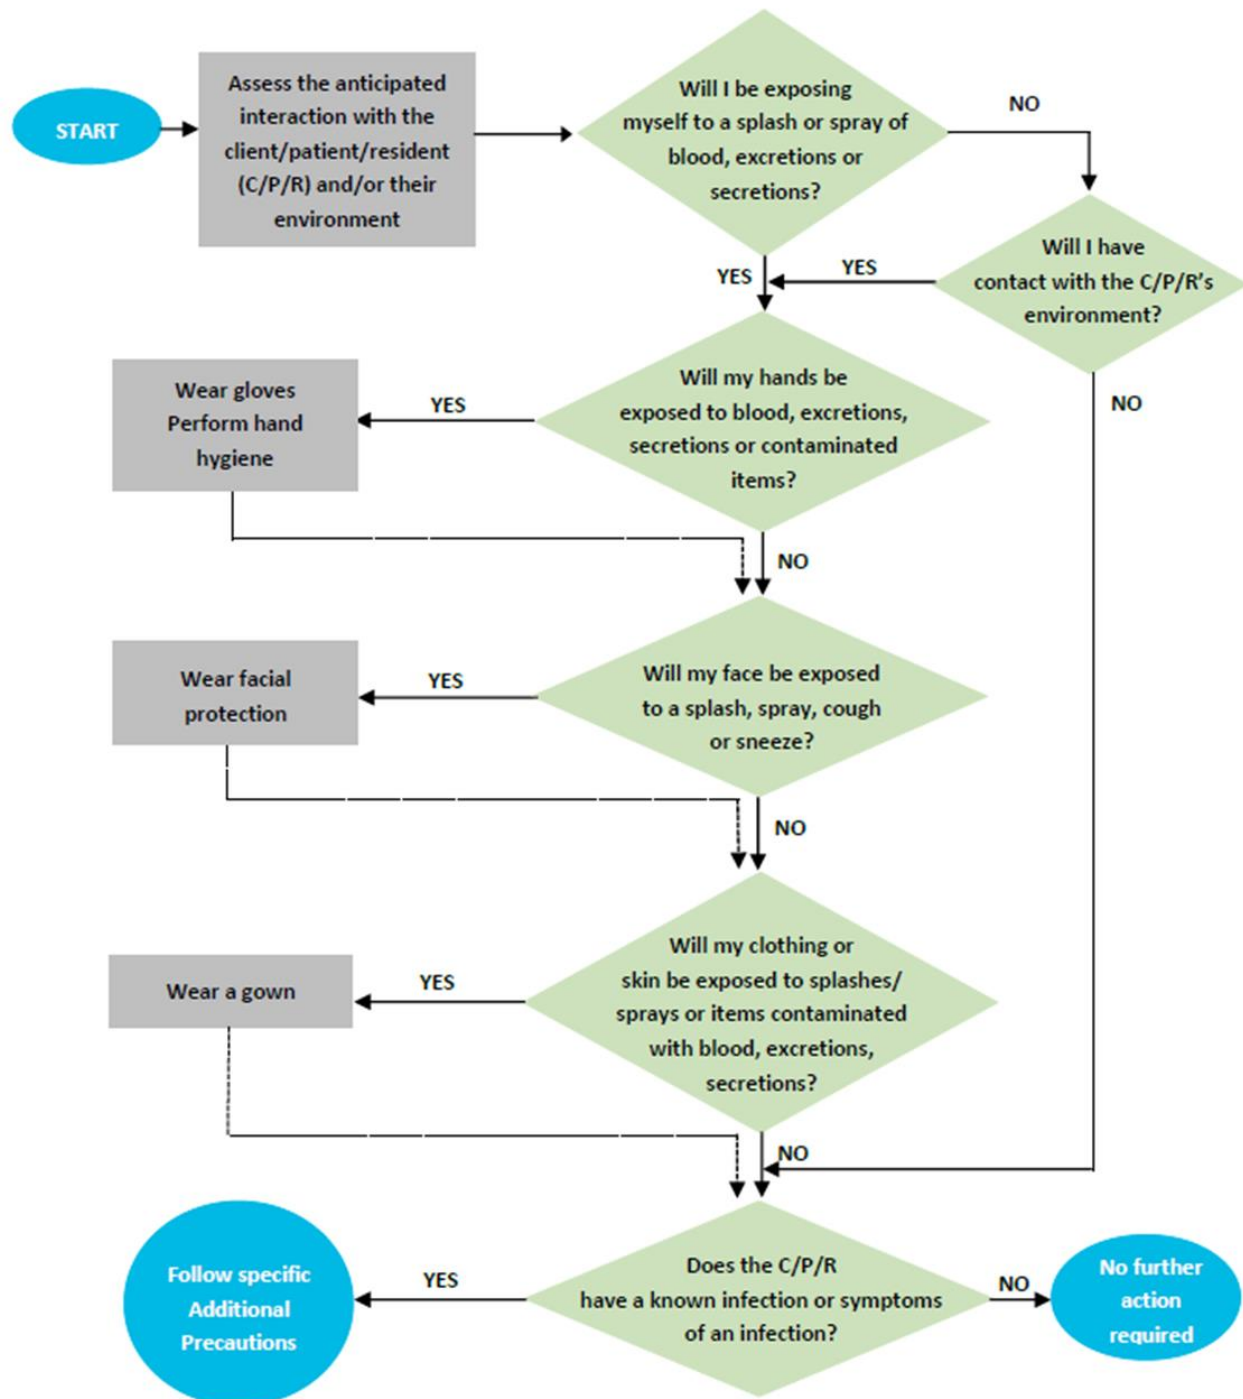 START
Assess the anticipated
interaction with the
client/patient/resident
(C/P/R) and/or their
environment
Will I be exposing
myself to a splash or spray of
blood, excretions or
secretions?
NO
Will I have
contact with the C/P/R's
environment?
YES
YES
NO
Will my hands be
exposed to blood, excretions,
secretions or contaminated
items?
YES
Wear gloves
Perform hand
hygiene
NO
Will my face be exposed
to a splash, spray, cough
or sneeze?
YES
Wear facial
protection
NO
Will my clothing or
skin be exposed to splashes/
sprays or items contaminated
with blood, excretions,
secretions?
YES
Wear a gown
NO
Does the C/P/R
have a known infection or symptoms
of an infection?
YES
Follow specific
Additional
Precautions
NO
No further
action
required